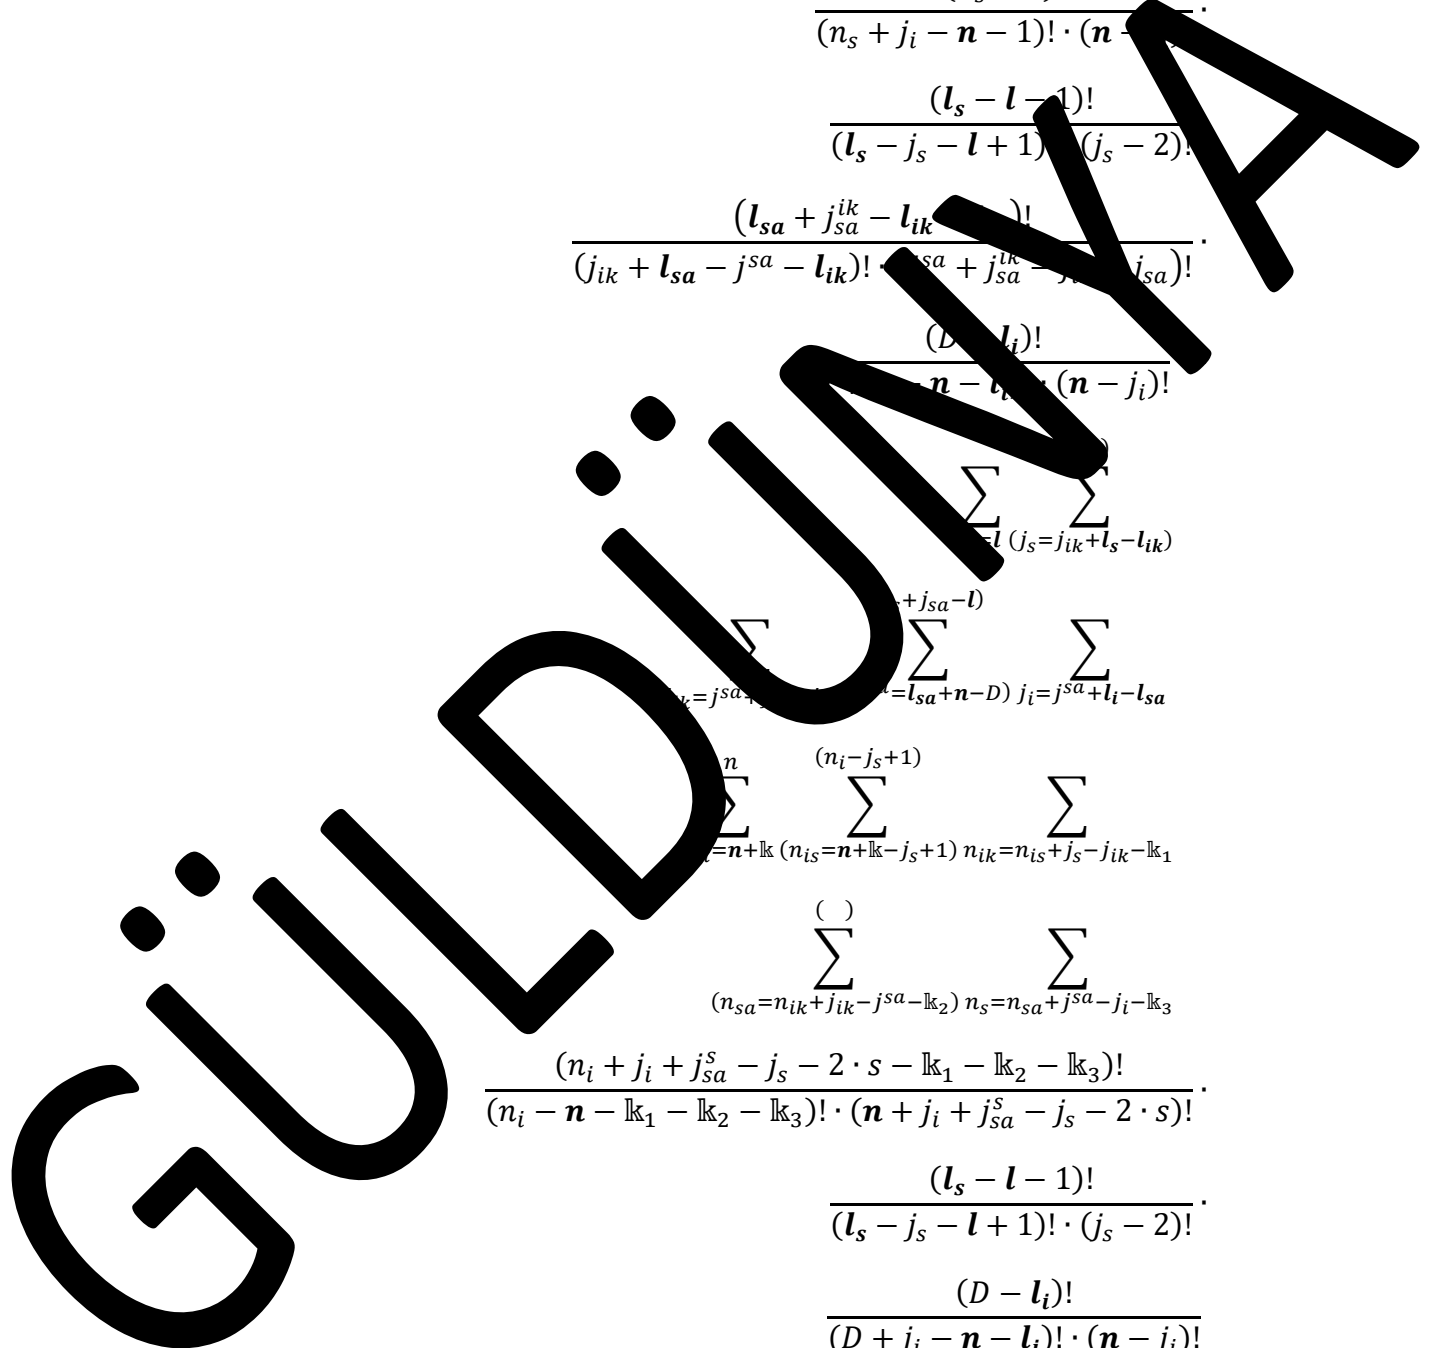 (n_s + j_i − n − 1)! · (n −
(l_s − l − 1)!
(l_s − j_s − l + 1) (j_s − 2)!
(l_sa + j_sa^ik − l_ik )!
(j_ik + l_sa − j^sa − l_ik)! · + j_sa^ik − j_sa)!
(D l_i)!
n − · (n − j_i)!
∑ ∑
=l (j_s=j_ik+l_s−l_ik)
+j_sa−l)
∑ ∑ ∑
=j^sa =l_sa+n−D) j_i=j^sa+l_i−l_sa
n (n_i−j_s+1)
∑ ∑ ∑
=n+𝕜 (n_is=n+𝕜−j_s+1) n_ik=n_is+j_s−j_ik−𝕜_1
( )
∑ ∑
(n_sa=n_ik+j_ik−j^sa−𝕜_2) n_s=n_sa+j^sa−j_i−𝕜_3
(n_i + j_i + j_sa^s − j_s − 2 · s − 𝕜_1 − 𝕜_2 − 𝕜_3)!
(n_i − n − 𝕜_1 − 𝕜_2 − 𝕜_3)! · (n + j_i + j_sa^s − j_s − 2 · s)! ·
(l_s − l − 1)!
(l_s − j_s − l + 1)! · (j_s − 2)! ·
(D − l_i)!
(D + j_i − n − l_i)! · (n − j_i)!
GÜLDÜNYA